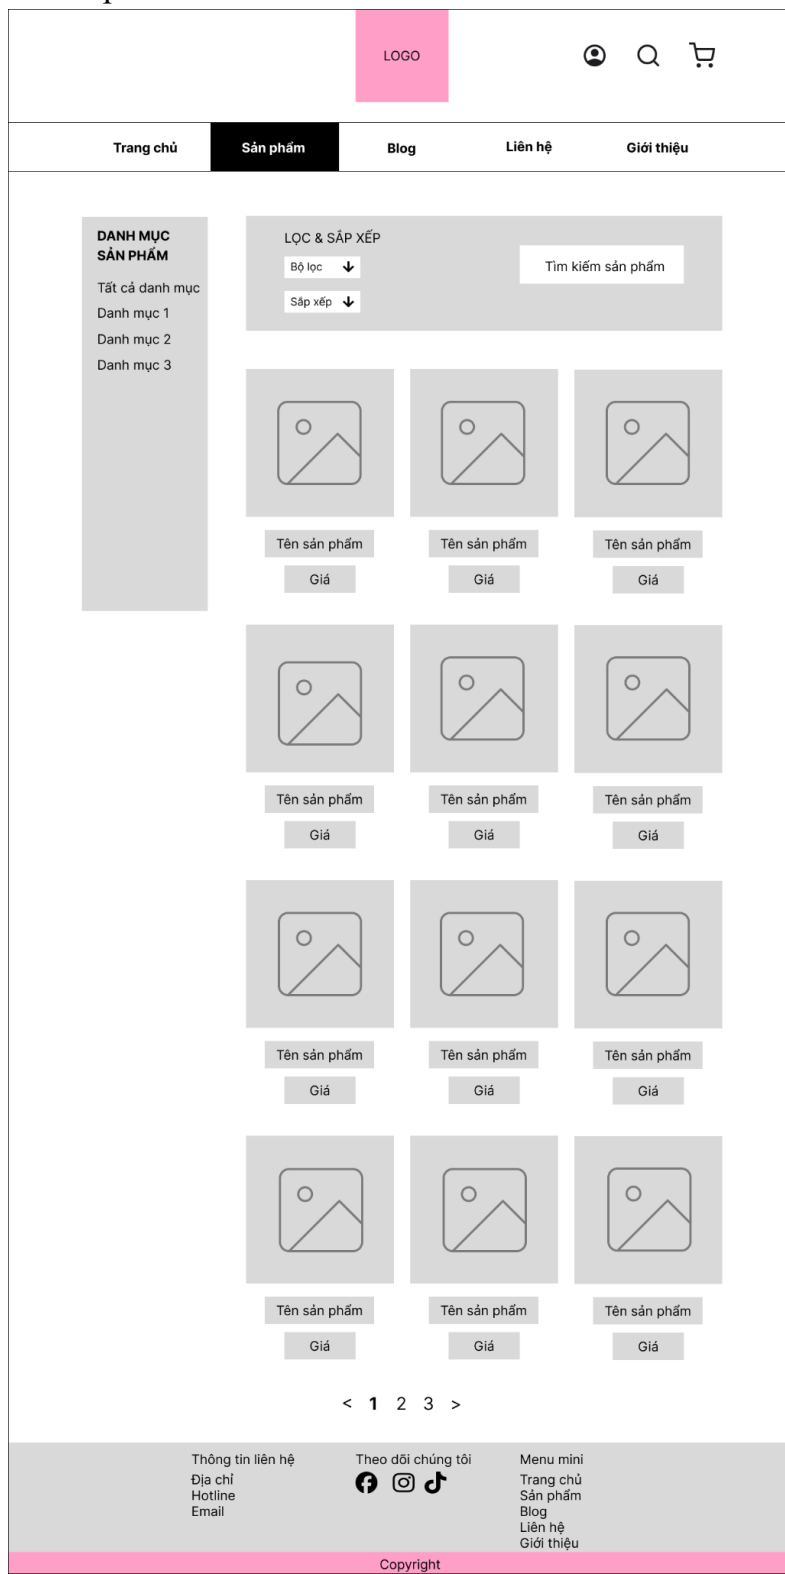 LOGO
Trang chủ Sản phẩm Blog Liên hệ Giới thiệu
DANH MỤC
SẢN PHẨM
Tất cả danh mục
Danh mục 1
Danh mục 2
Danh mục 3
LỌC & SẮP XẾP
Bộ lọc
Sắp xếp
Tìm kiếm sản phẩm
Tên sản phẩm Tên sản phẩm Tên sản phẩm
Giá Giá Giá
Tên sản phẩm Tên sản phẩm Tên sản phẩm
Giá Giá Giá
Tên sản phẩm Tên sản phẩm Tên sản phẩm
Giá Giá Giá
Tên sản phẩm Tên sản phẩm Tên sản phẩm
Giá Giá Giá
< 1 2 3 >
Thông tin liên hệ
Địa chỉ
Hotline
Email
Theo dõi chúng tôi
Menu mini
Trang chủ
Sản phẩm
Blog
Liên hệ
Giới thiệu
Copyright